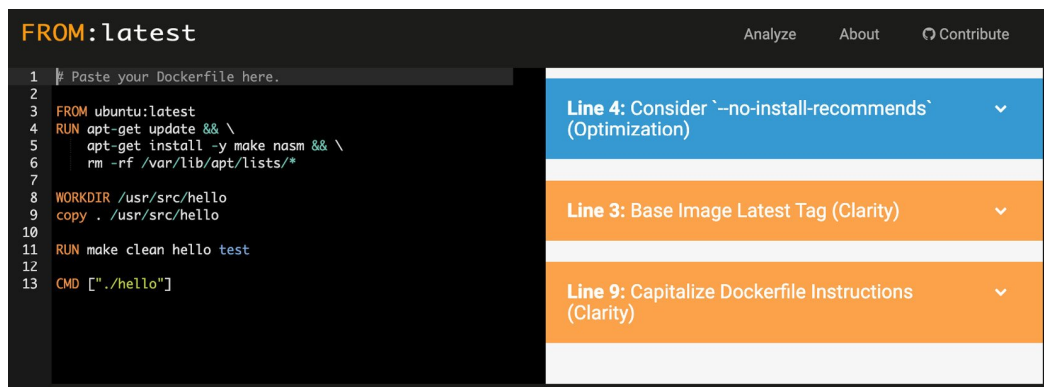 FROM:latest
Analyze About Contribute
1 # Paste your Dockerfile here.
2
3 FROM ubuntu:latest
4 RUN apt-get update && \
5 apt-get install -y make nasm && \
6 rm -rf /var/lib/apt/lists/*
7
8 WORKDIR /usr/src/hello
9 copy . /usr/src/hello
10
11 RUN make clean hello test
12
13 CMD ["./hello"]
Line 4: Consider `--no-install-recommends`
(Optimization)
Line 3: Base Image Latest Tag (Clarity)
Line 9: Capitalize Dockerfile Instructions
(Clarity)